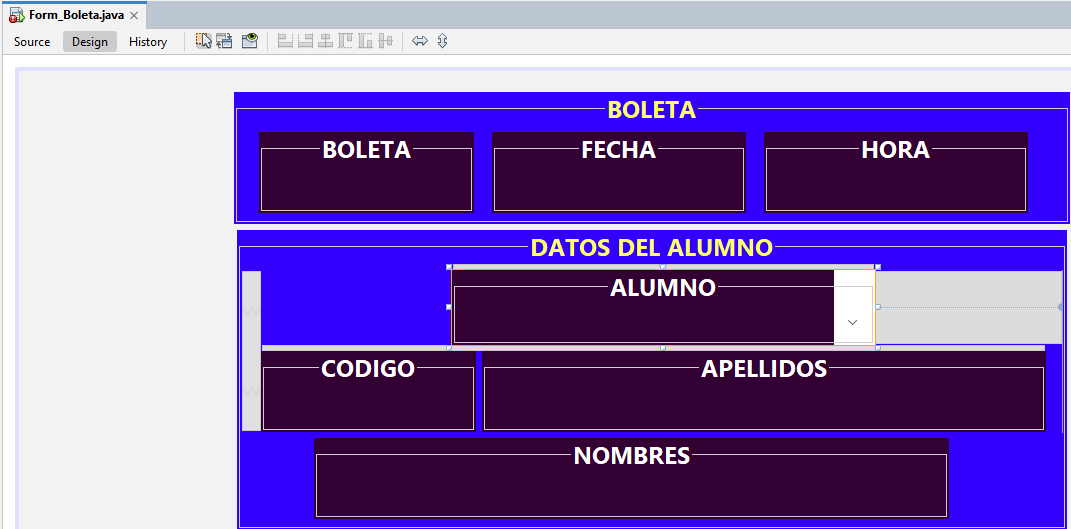 Form_Boleta.java
Source Design History
BOLETA
BOLETA FECHA HORA
DATOS DEL ALUMNO
ALUMNO
CODIGO APELLIDOS
NOMBRES